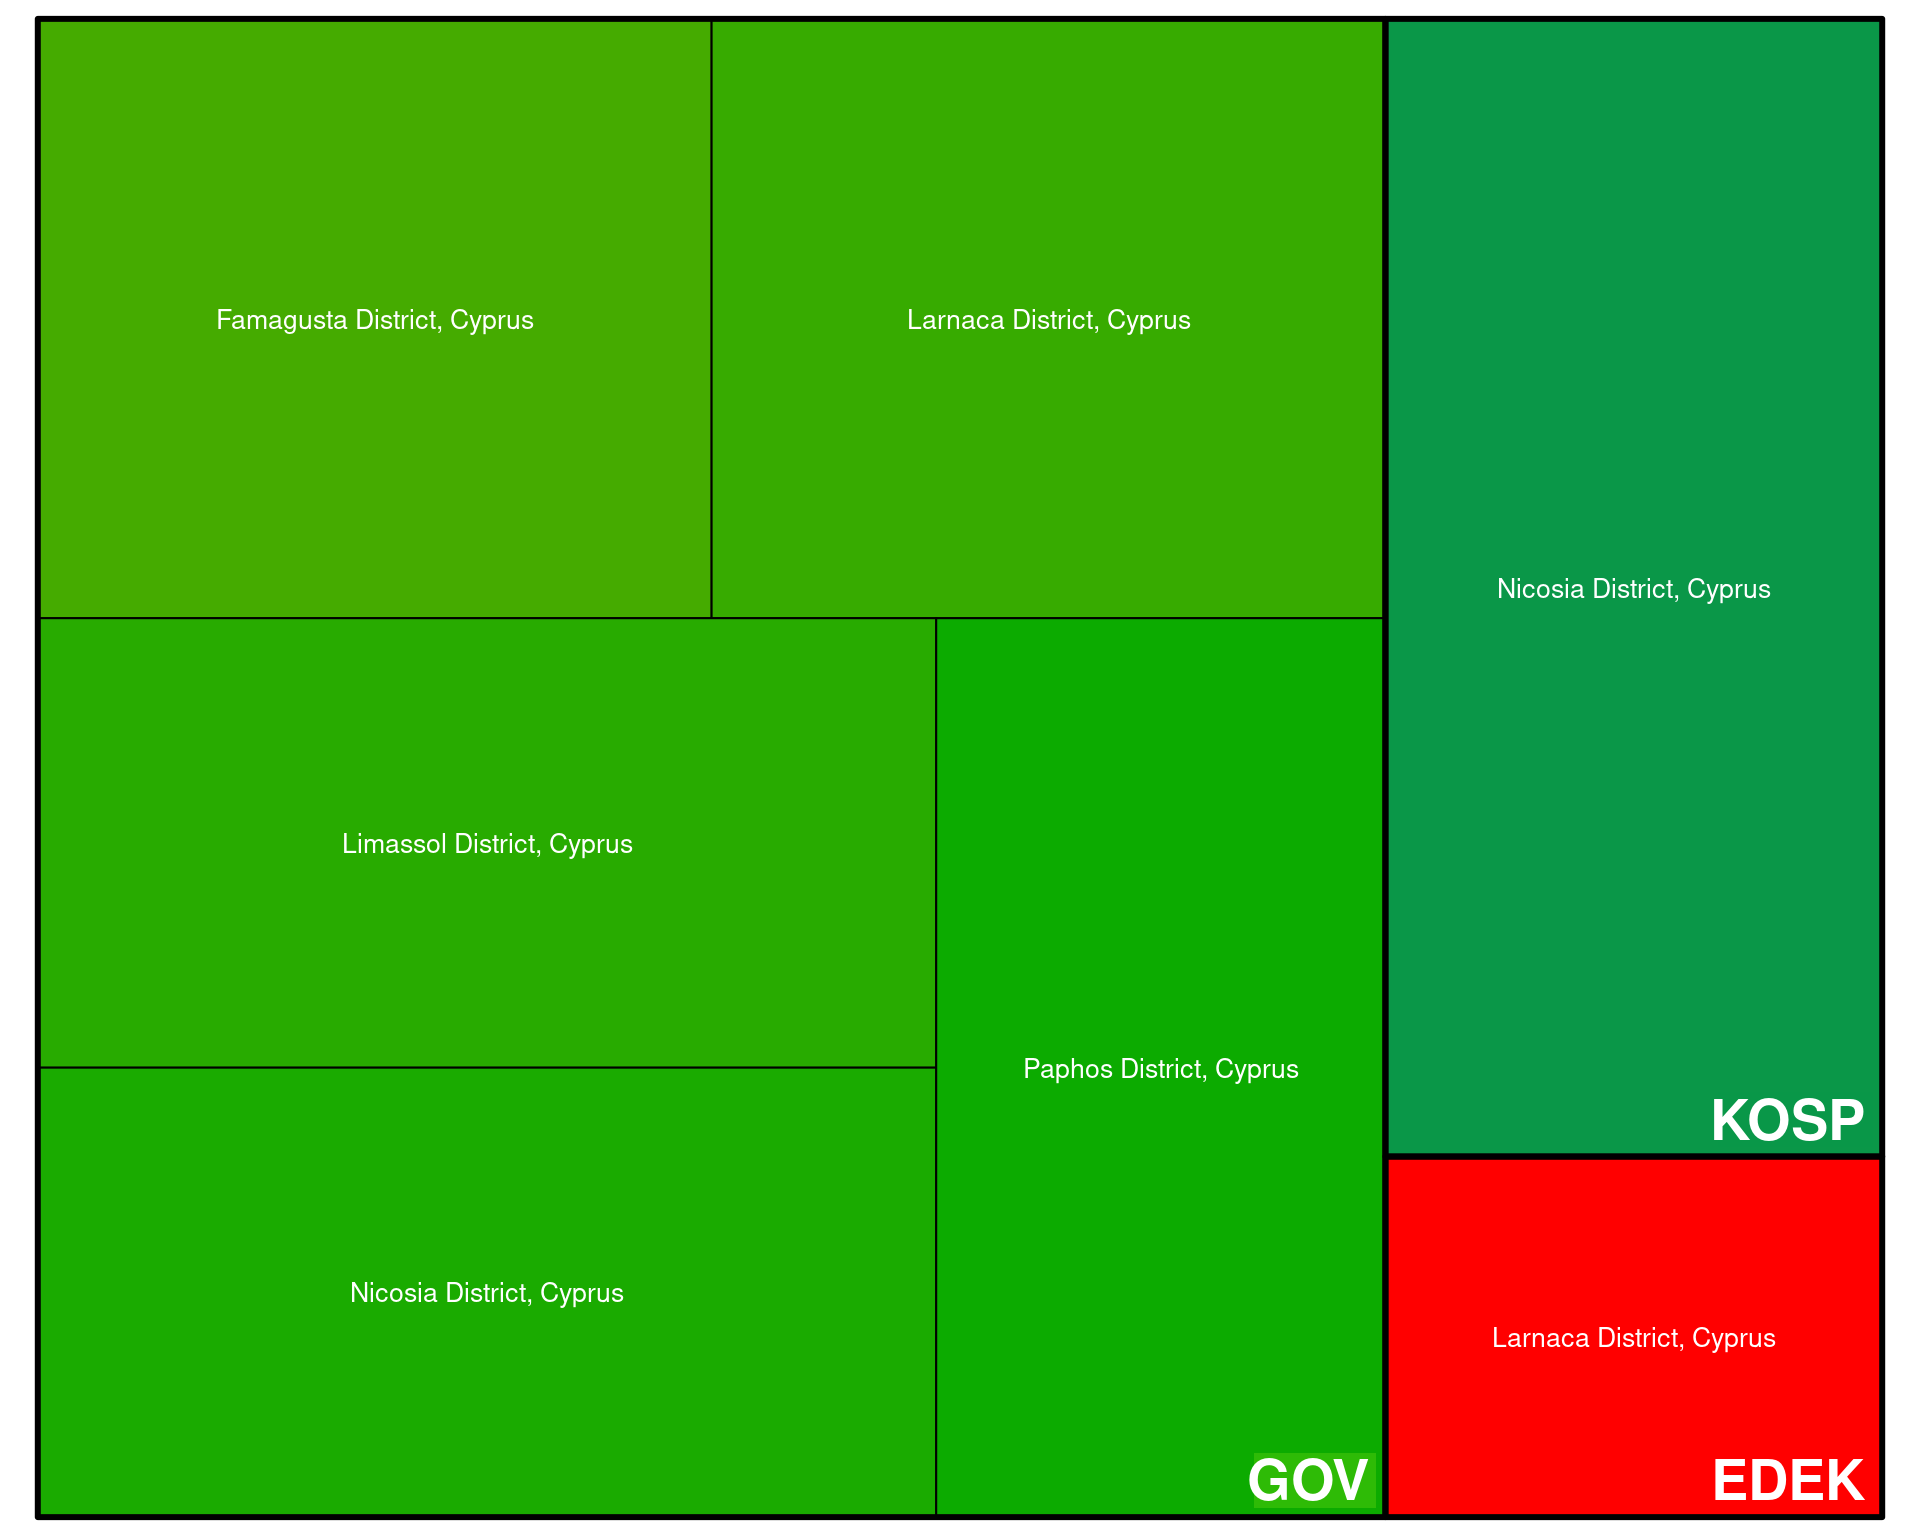 Famagusta District, Cyprus
Larnaca District, Cyprus
Nicosia District, Cyprus
Limassol District, Cyprus
Paphos District, Cyprus
KOSP
Nicosia District, Cyprus
Larnaca District, Cyprus
GOV
EDEK